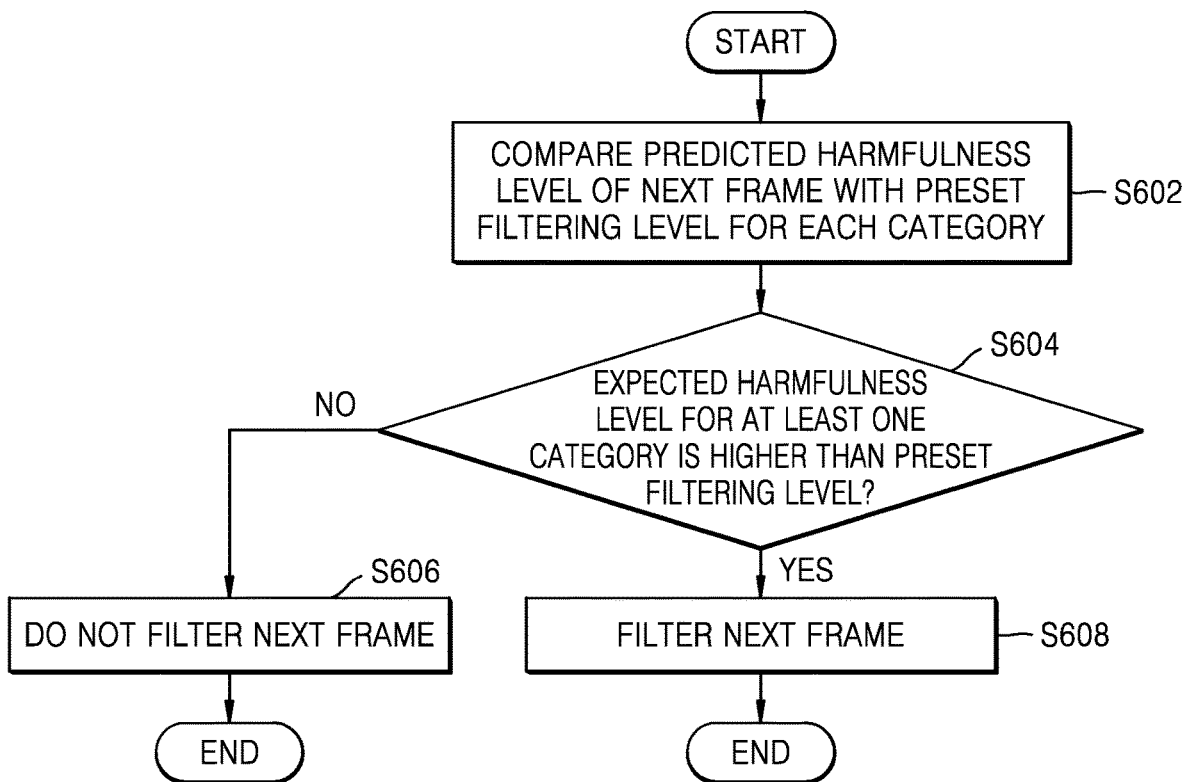 START
COMPARE PREDICTED HARMFULNESS
LEVEL OF NEXT FRAME WITH PRESET
FILTERING LEVEL FOR EACH CATEGORY
S602
S604
EXPECTED HARMFULNESS
LEVEL FOR AT LEAST ONE
CATEGORY IS HIGHER THAN PRESET
FILTERING LEVEL?
NO
YES
S606
DO NOT FILTER NEXT FRAME
FILTER NEXT FRAME
S608
END
END